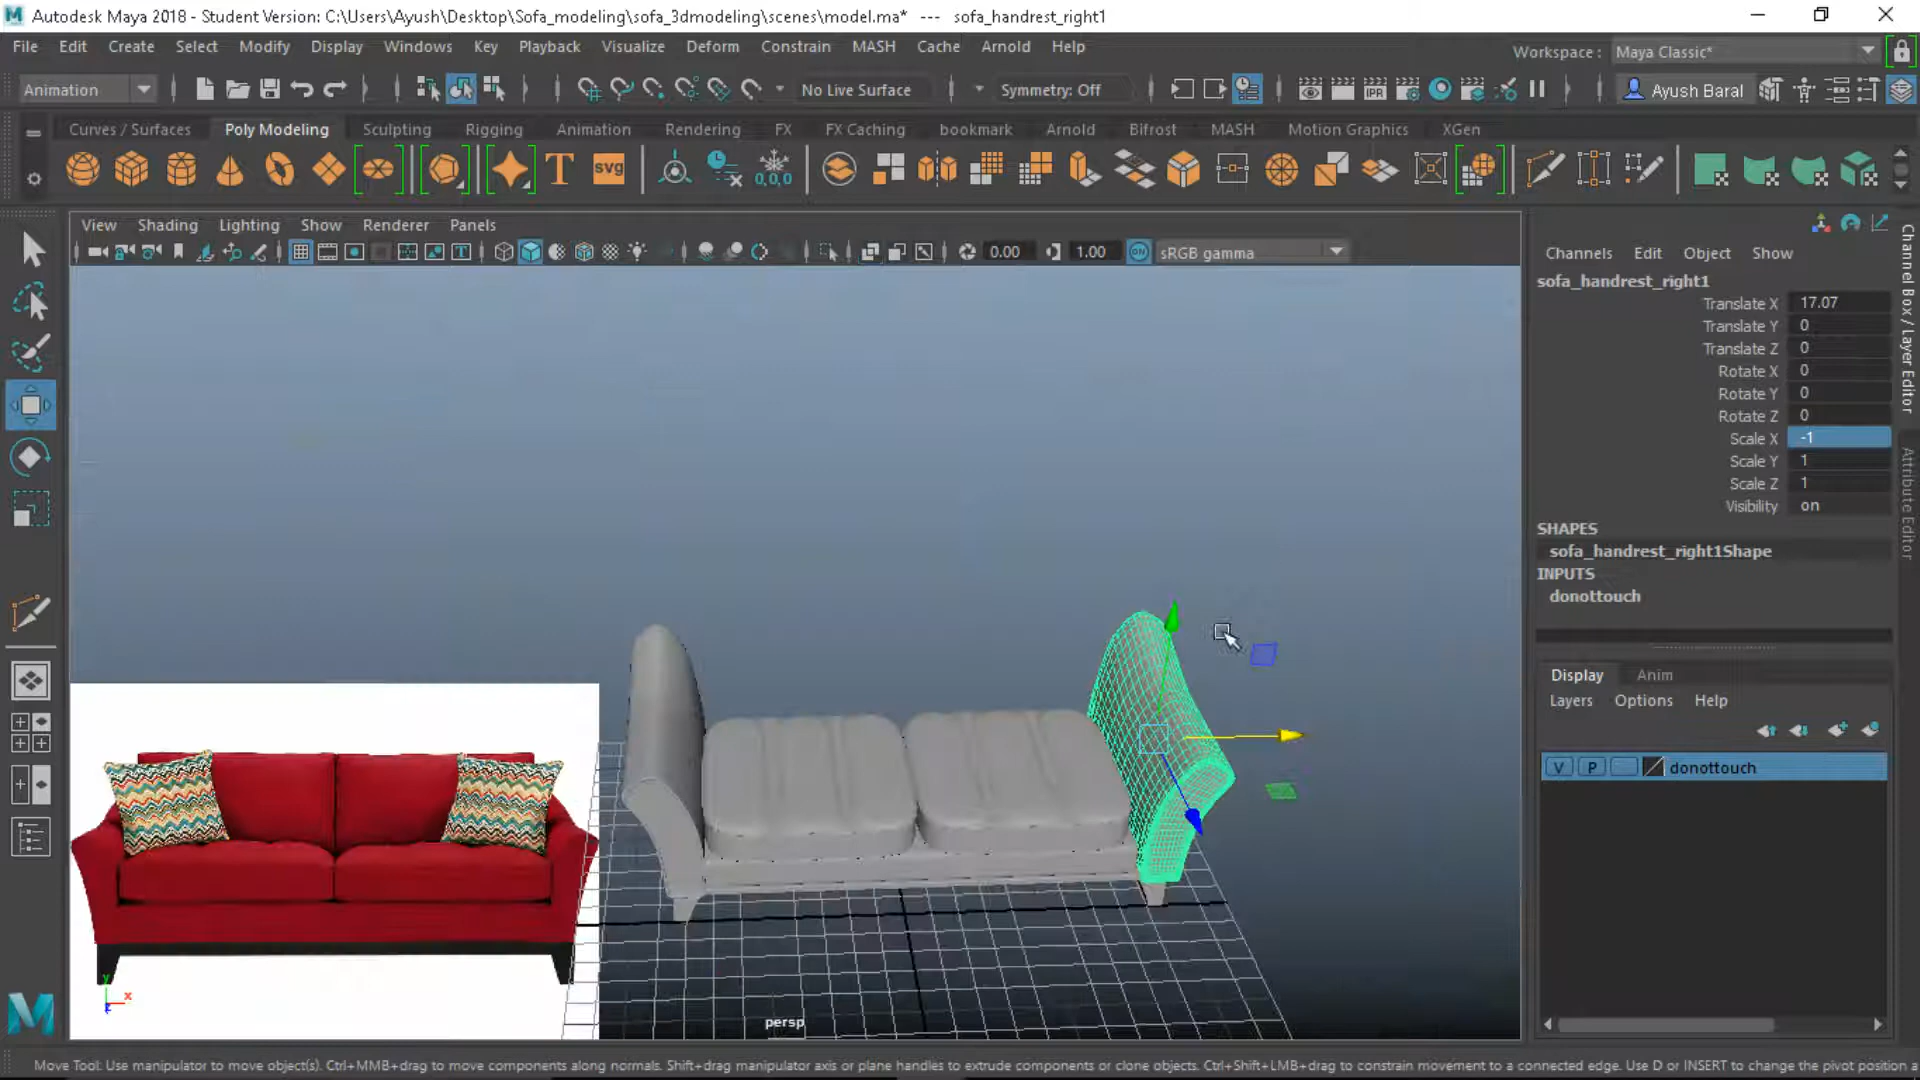 Autodesk Maya 2018 - Student Version: C:\Users\Ayush\Desktop\Sofa_modeling\sofa_3dmodeling\scenes\model.ma* --- sofa_handrest_right1
File Edit Create Select Modify Display Windows Mesh Key Playback Visualize Deform Constrain MASH Cache Arnold Help
Workspace : Maya Classic*
Animation
No Live Surface
Symmetry: Off
IPR
Ayush Baral
Curves / Surfaces Poly Modeling Sculpting Rigging Animation Rendering FX FX Caching bookmark Arnold Bifrost MASH Motion Graphics XGen
T
svg
0,0,0
View Shading Lighting Show Renderer Panels
0.00
1.00
ON
sRGB gamma
Channels Edit Object Show
sofa_handrest_right1
Translate X 17.07
Translate Y 0
Translate Z 0
Rotate X 0
Rotate Y 0
Rotate Z 0
Scale X -1
Scale Y 1
Scale Z 1
Visibility on
SHAPES
sofa_handrest_right1Shape
INPUTS
donottouch
Display Anim
Layers Options Help
V P donottouch
Channel Box / Layer Editor
Attribute Editor
y
x
z
persp
Move Tool: Use manipulator to move object(s). Ctrl+MMB+drag to move components along normals. Shift+drag manipulator axis or plane handles to extrude components or clone objects. Ctrl+Shift+LMB+drag to constrain movement to a connected edge. Use D or INSERT to change the pivot position a